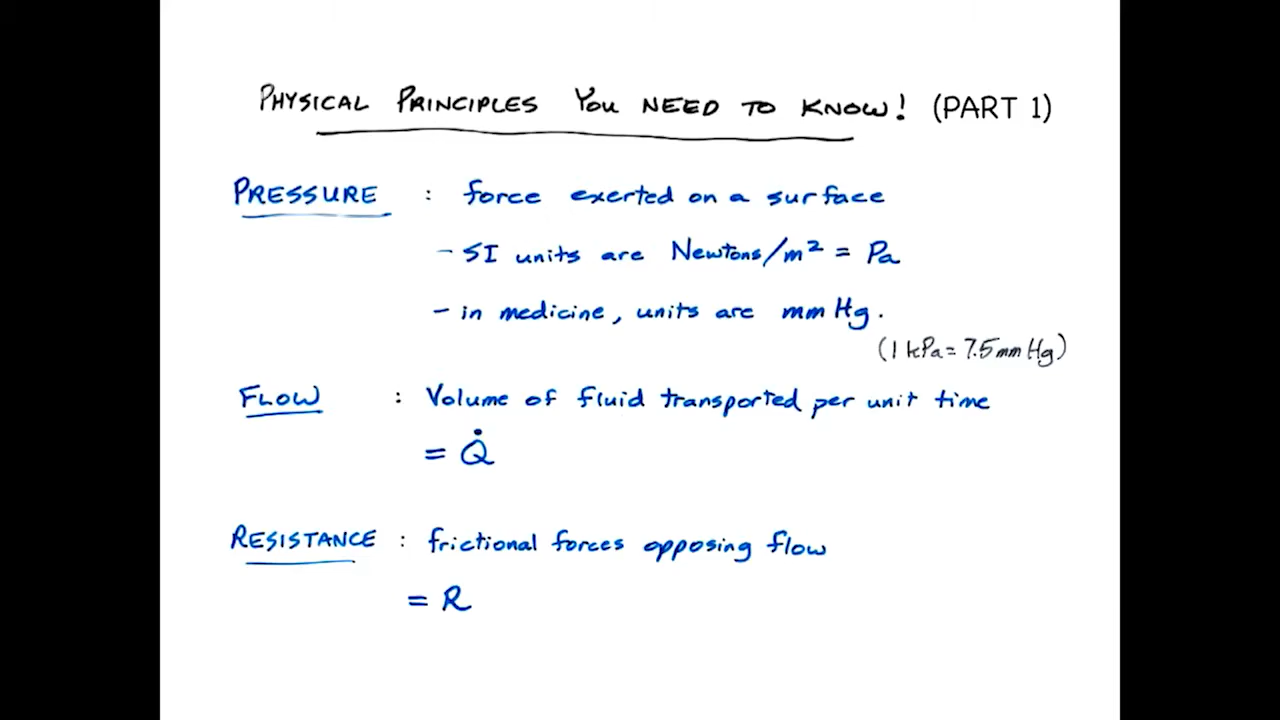 PHYSICAL PRINCIPLES YOU NEED TO KNOW! (PART 1)
PRESSURE : force exerted on a surface
- SI units are Newtons/m² = Pa
- in medicine, units are mmHg.
(1 kPa = 7.5 mmHg)
FLOW : Volume of fluid transported per unit time
= Q̇
RESISTANCE : frictional forces opposing flow
= R